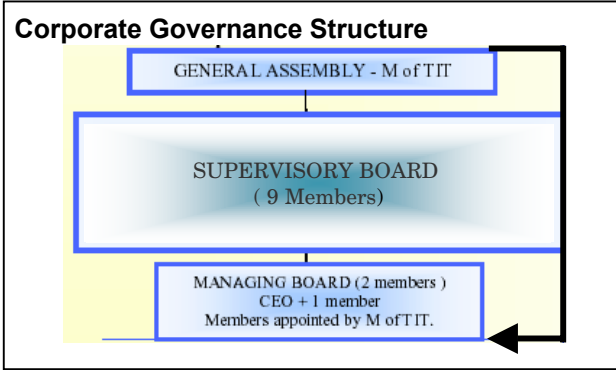 Corporate Governance Structure
GENERAL ASSEMBLY - M of TIT
SUPERVISORY BOARD
( 9 Members)
MANAGING BOARD (2 members )
CEO + 1 member
Members appointed by M of TIT.